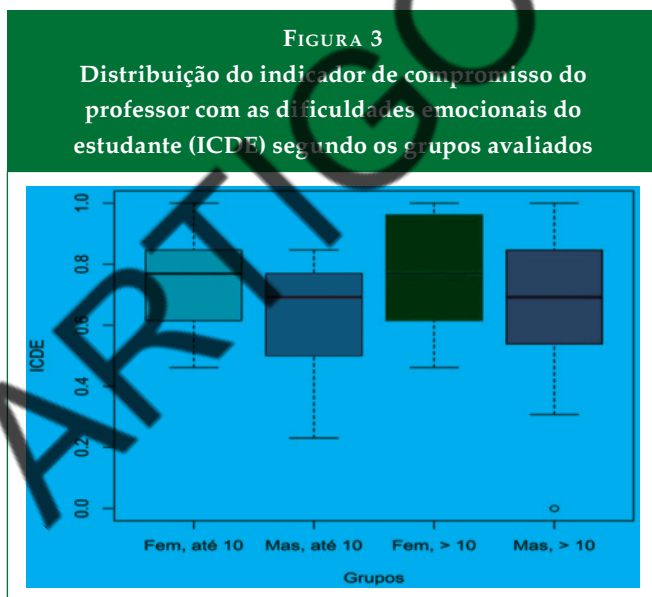 FIGURA 3
Distribuição do indicador de compromisso do
professor com as dificuldades emocionais do
estudante (ICDE) segundo os grupos avaliados
ARTIGO
ICDE
1.0
0.8
0.6
0.4
0.2
0.0
Fem, até 10 Mas, até 10 Fem, > 10 Mas, > 10
Grupos